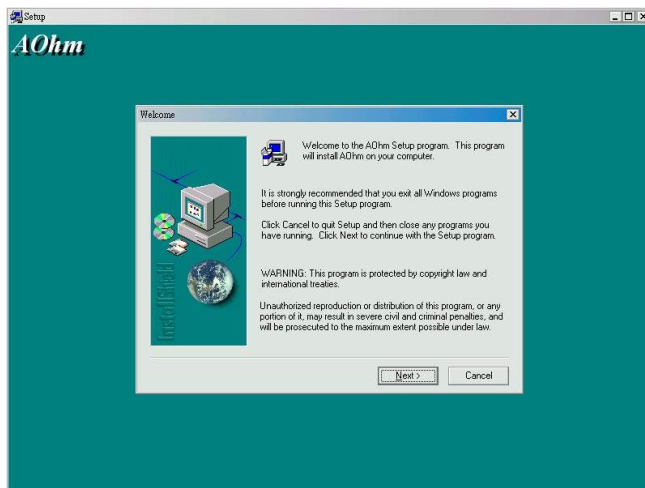 Setup
AOhm
Welcome
Welcome to the AOhm Setup program. This program
will install AOhm on your computer.
It is strongly recommended that you exit all Windows programs
before running this Setup program.
Click Cancel to quit Setup and then close any programs you
have running. Click Next to continue with the Setup program.
WARNING: This program is protected by copyright law and
international treaties.
Unauthorized reproduction or distribution of this program, or any
portion of it, may result in severe civil and criminal penalties, and
will be prosecuted to the maximum extent possible under law.
InstallShield
Next >
Cancel